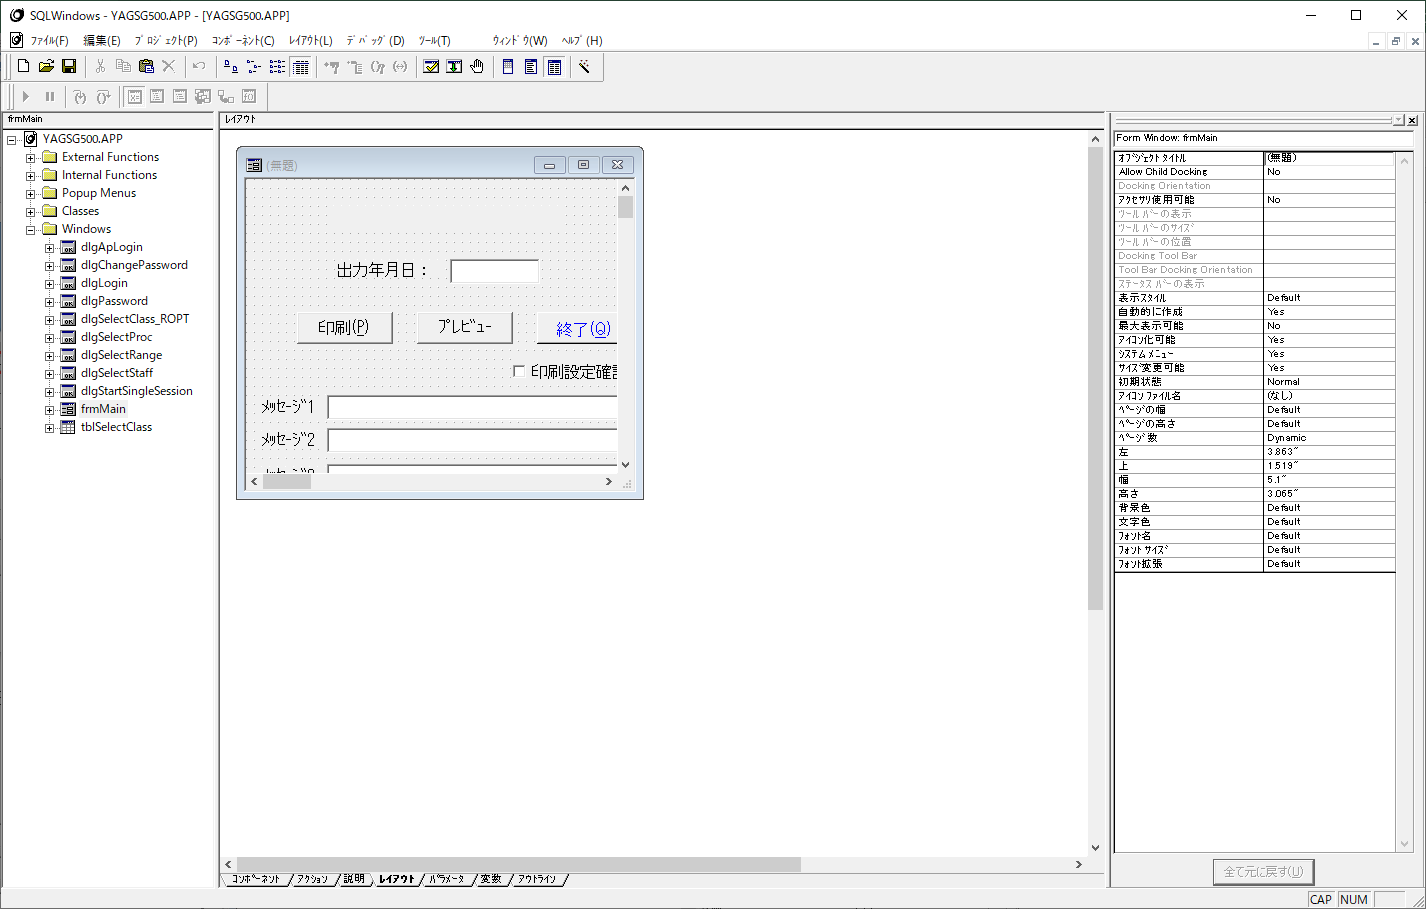 SQLWindows - YAGSG500.APP - [YAGSG500.APP]
ﾌｧｲﾙ(F) 編集(E) ﾌﾟﾛｼﾞｪｸﾄ(P) ｺﾝﾎﾟｰﾈﾝﾄ(C) ﾚｲｱｳﾄ(L) ﾃﾞﾊﾞｯｸﾞ(D) ﾂｰﾙ(T) ｳｨﾝﾄﾞｳ(W) ﾍﾙﾌﾟ(H)
frmMain
YAGSG500.APP
External Functions
Internal Functions
Popup Menus
Classes
Windows
dlgApLogin
dlgChangePassword
dlgLogin
dlgPassword
dlgSelectClass_ROPT
dlgSelectProc
dlgSelectRange
dlgSelectStaff
dlgStartSingleSession
frmMain
tblSelectClass
ﾚｲｱｳﾄ
(無題)
出力年月日：
印刷(P) ﾌﾟﾚﾋﾞｭｰ 終了(Q)
印刷設定確
ﾒｯｾｰｼﾞ1
ﾒｯｾｰｼﾞ2
ｺﾝﾎﾟｰﾈﾝﾄ ｱｸｼｮﾝ 説明 ﾚｲｱｳﾄ ﾊﾟﾗﾒｰﾀ 変数 ｱｳﾄﾗｲﾝ
Form Window: frmMain
ｵﾌﾞｼﾞｪｸﾄ ﾀｲﾄﾙ (無題)
Allow Child Docking No
Docking Orientation
ｱｸｾｻﾘ使用可能 No
ﾂｰﾙ ﾊﾞｰの表示
ﾂｰﾙ ﾊﾞｰのｻｲｽﾞ
ﾂｰﾙ ﾊﾞｰの位置
Docking Tool Bar
Tool Bar Docking Orientation
ｽﾃｰﾀｽ ﾊﾞｰの表示
表示ｽﾀｲﾙ Default
自動的に作成 Yes
最大表示可能 No
ｱｲｺﾝ化可能 Yes
ｼｽﾃﾑ ﾒﾆｭｰ Yes
ｻｲｽﾞ変更可能 Yes
初期状態 Normal
ｱｲｺﾝ ﾌｧｲﾙ名 (なし)
ﾍﾟｰｼﾞの幅 Default
ﾍﾟｰｼﾞの高さ Default
ﾍﾟｰｼﾞ数 Dynamic
左 3.863"
上 1.519"
幅 5.1"
高さ 3.065"
背景色 Default
文字色 Default
ﾌｫﾝﾄ名 Default
ﾌｫﾝﾄ ｻｲｽﾞ Default
ﾌｫﾝﾄ拡張 Default
全て元に戻す(U)
CAP NUM